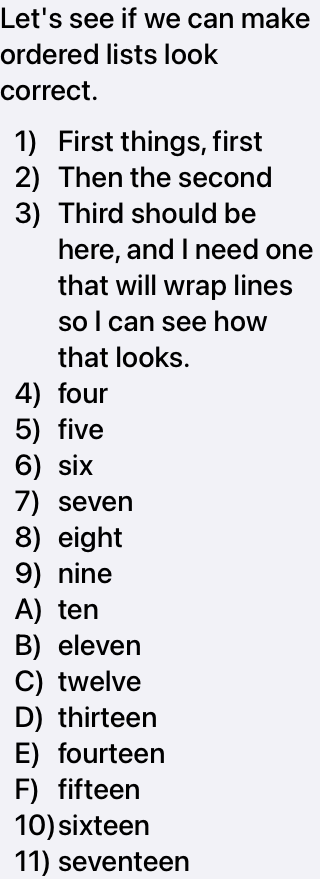 Let's see if we can make
ordered lists look
correct.
1) First things, first
2) Then the second
3) Third should be
here, and I need one
that will wrap lines
so I can see how
that looks.
4) four
5) five
6) six
7) seven
8) eight
9) nine
A) ten
B) eleven
C) twelve
D) thirteen
E) fourteen
F) fifteen
10) sixteen
11) seventeen